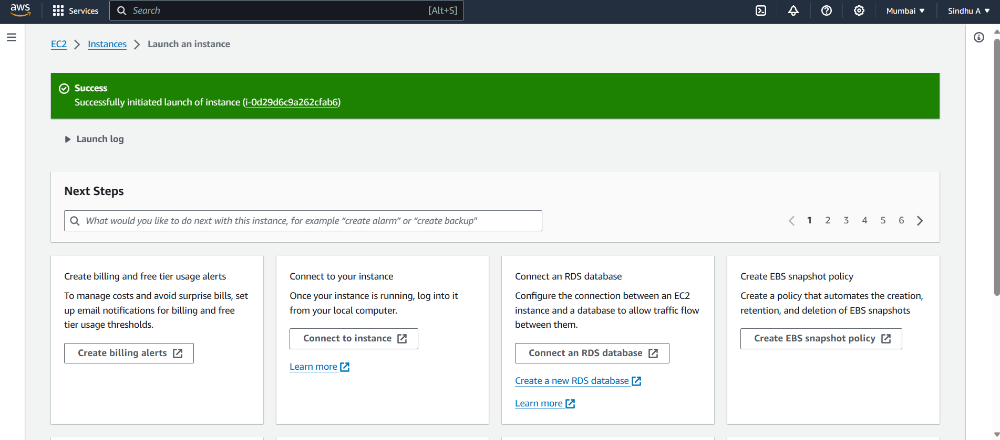 aws
Services
Search
[Alt+S]
Mumbai
Sindhu A
EC2
Instances
Launch an instance
Success
Successfully initiated launch of instance (i-0d29d6c9a262cfab6)
Launch log
Next Steps
What would you like to do next with this instance, for example “create alarm” or “create backup"
1 2 3 4 5 6
Create billing and free tier usage alerts
To manage costs and avoid surprise bills, set
up email notifications for billing and free
tier usage thresholds.
Create billing alerts
Connect to your instance
Once your instance is running, log into it
from your local computer.
Connect to instance
Learn more
Connect an RDS database
Configure the connection between an EC2
instance and a database to allow traffic flow
between them.
Connect an RDS database
Create a new RDS database
Learn more
Create EBS snapshot policy
Create a policy that automates the creation,
retention, and deletion of EBS snapshots
Create EBS snapshot policy